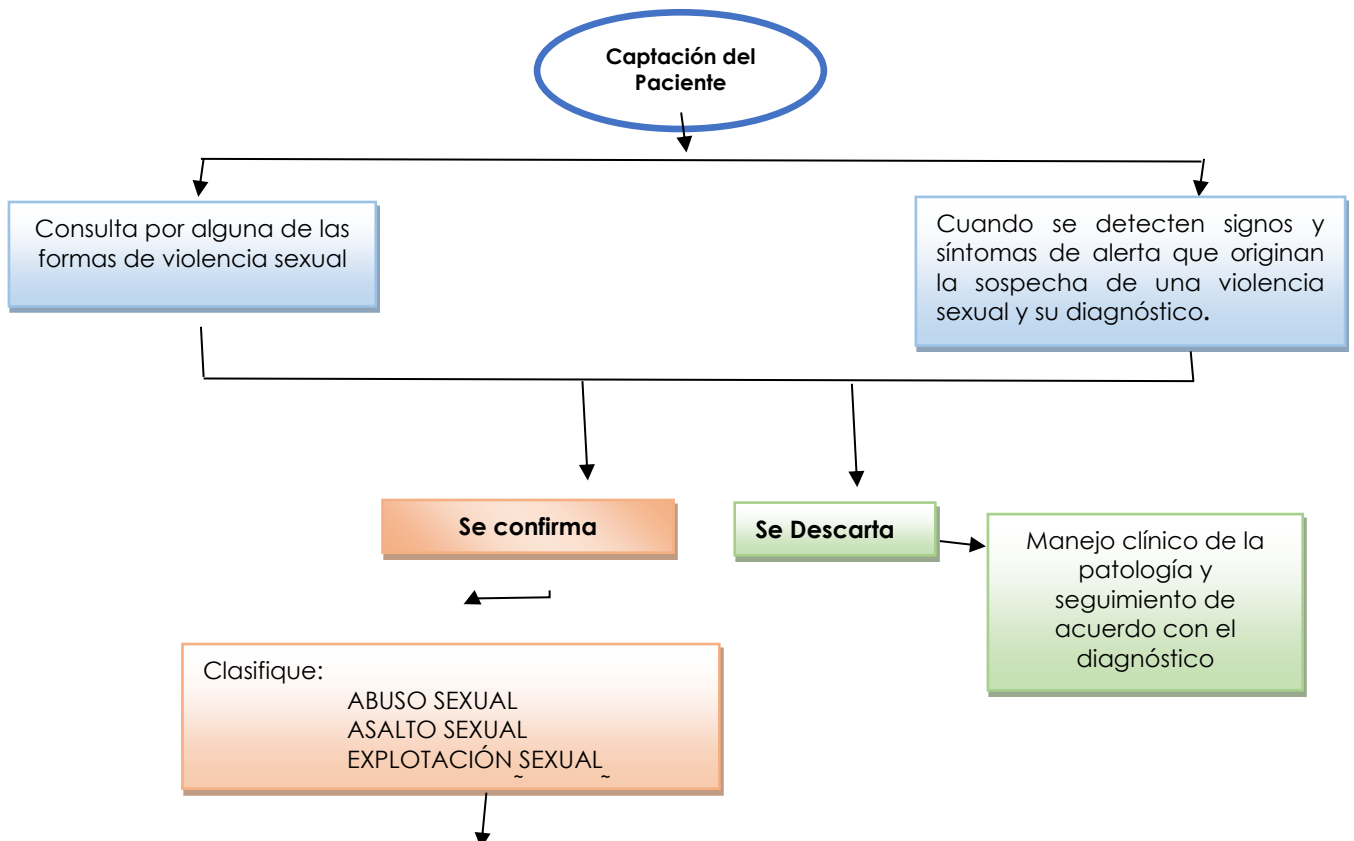 Captación del
Paciente
Consulta por alguna de las
formas de violencia sexual
Cuando se detecten signos y
síntomas de alerta que originan
la sospecha de una violencia
sexual y su diagnóstico.
Se confirma
Se Descarta
Manejo clínico de la
patología y
seguimiento de
acuerdo con el
diagnóstico
Clasifique:
ABUSO SEXUAL
ASALTO SEXUAL
EXPLOTACIÓN SEXUAL